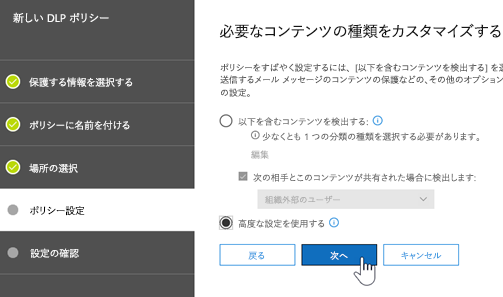 新しい DLP ポリシー
保護する情報を選択する
ポリシーに名前を付ける
場所の選択
ポリシー設定
設定の確認
必要なコンテンツの種類をカスタマイズする
ポリシーをすばやく設定するには、[以下を含むコンテンツを検出する] を
送信するメール メッセージのコンテンツの保護などの、その他のオプション
の設定。
以下を含むコンテンツを検出する:
少なくとも 1 つの分類の種類を選択する必要があります。
編集
次の相手とこのコンテンツが共有された場合に検出します:
組織外部のユーザー
高度な設定を使用する
戻る
次へ
キャンセル